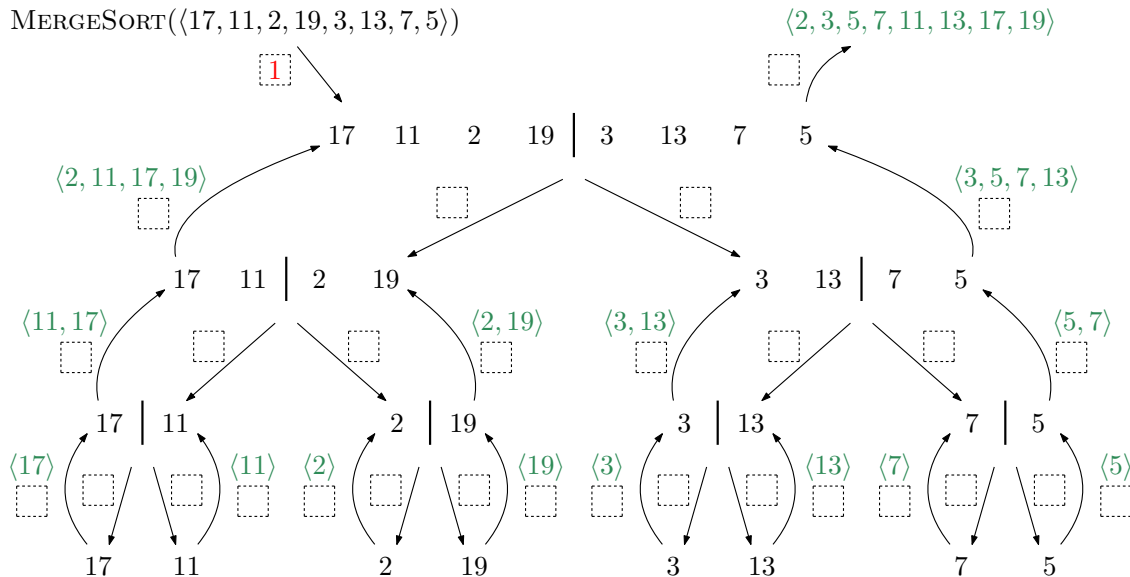 MERGESORT(⟨17, 11, 2, 19, 3, 13, 7, 5⟩) ⟨2, 3, 5, 7, 11, 13, 17, 19⟩
1
17 11 2 19 3 13 7 5
⟨2, 11, 17, 19⟩ ⟨3, 5, 7, 13⟩
17 11 2 19 3 13 7 5
⟨11, 17⟩ ⟨2, 19⟩ ⟨3, 13⟩ ⟨5, 7⟩
17 11 2 19 3 13 7 5
⟨17⟩ ⟨11⟩ ⟨2⟩ ⟨19⟩ ⟨3⟩ ⟨13⟩ ⟨7⟩ ⟨5⟩
17 11 2 19 3 13 7 5